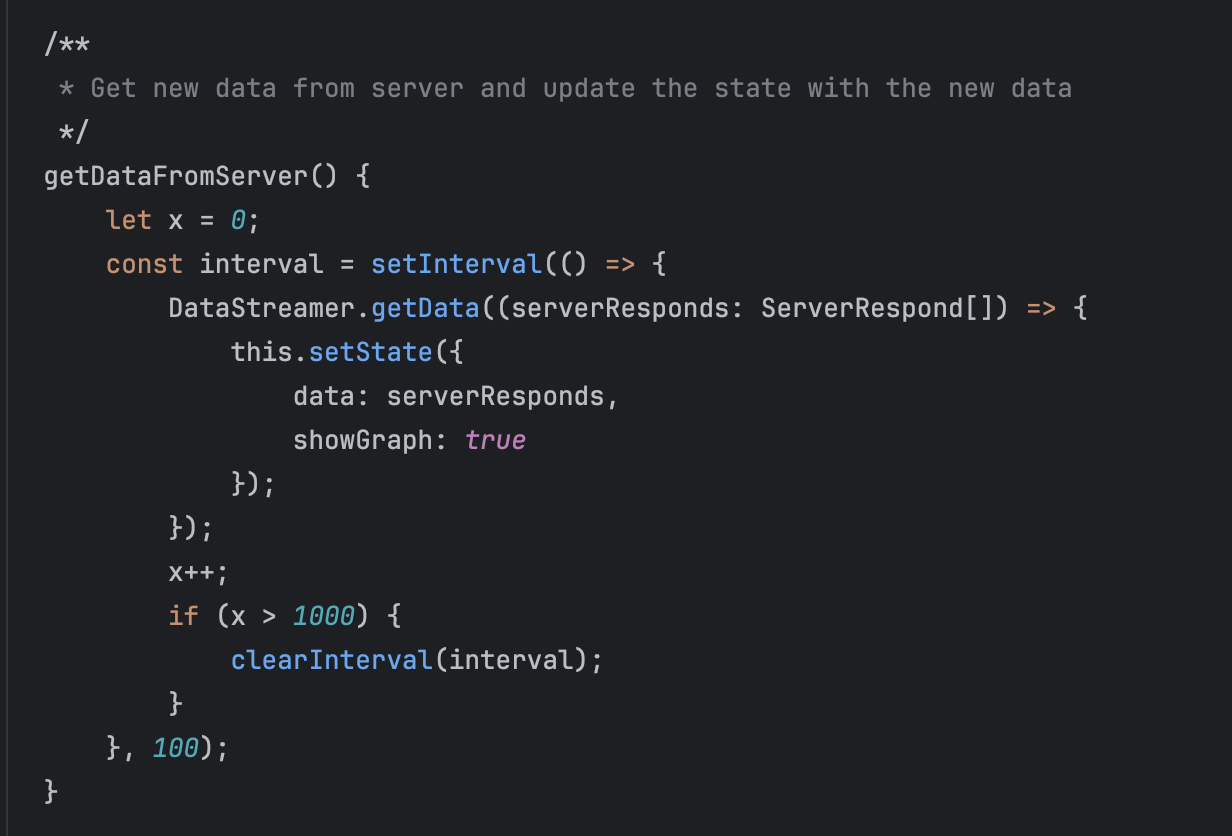 /**
 * Get new data from server and update the state with the new data
 */
getDataFromServer() {
    let x = 0;
    const interval = setInterval(() => {
        DataStreamer.getData((serverResponds: ServerRespond[]) => {
            this.setState({
                data: serverResponds,
                showGraph: true
            });
        });
        x++;
        if (x > 1000) {
            clearInterval(interval);
        }
    }, 100);
}